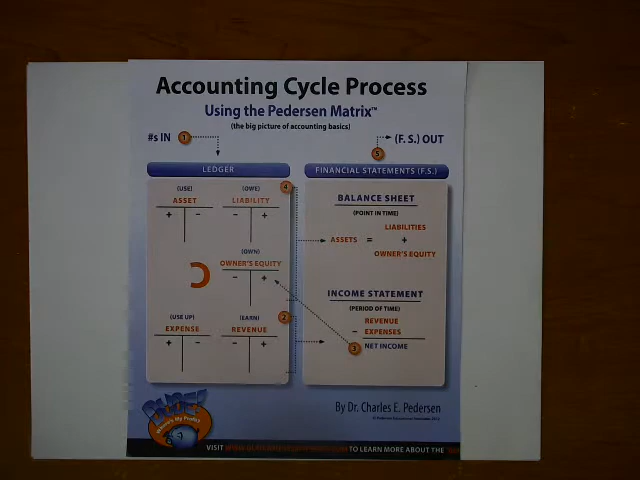 Accounting Cycle Process
Using the Pedersen Matrix™
(the big picture of accounting basics)
#s IN 1
5 (F. S.) OUT
LEDGER
FINANCIAL STATEMENTS (F.S.)
(USE) (OWE) 4
ASSET LIABILITY
+ − − +
(OWN)
OWNER'S EQUITY
− +
(USE UP) (EARN) 2
EXPENSE REVENUE
+ − − +
BALANCE SHEET
(POINT IN TIME)
LIABILITIES
ASSETS = +
OWNER'S EQUITY
INCOME STATEMENT
(PERIOD OF TIME)
REVENUE
− EXPENSES
3 NET INCOME
By Dr. Charles E. Pedersen
Where's My Profit?
VISIT TO LEARN MORE ABOUT THE